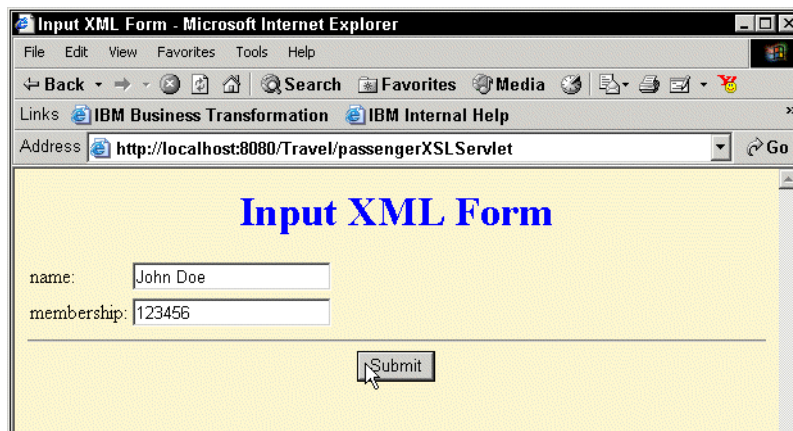 Input XML Form - Microsoft Internet Explorer
File Edit View Favorites Tools Help
Back Search Favorites Media
Links IBM Business Transformation IBM Internal Help »
Address http://localhost:8080/Travel/passengerXSLServlet Go
Input XML Form
name: John Doe
membership: 123456
Submit